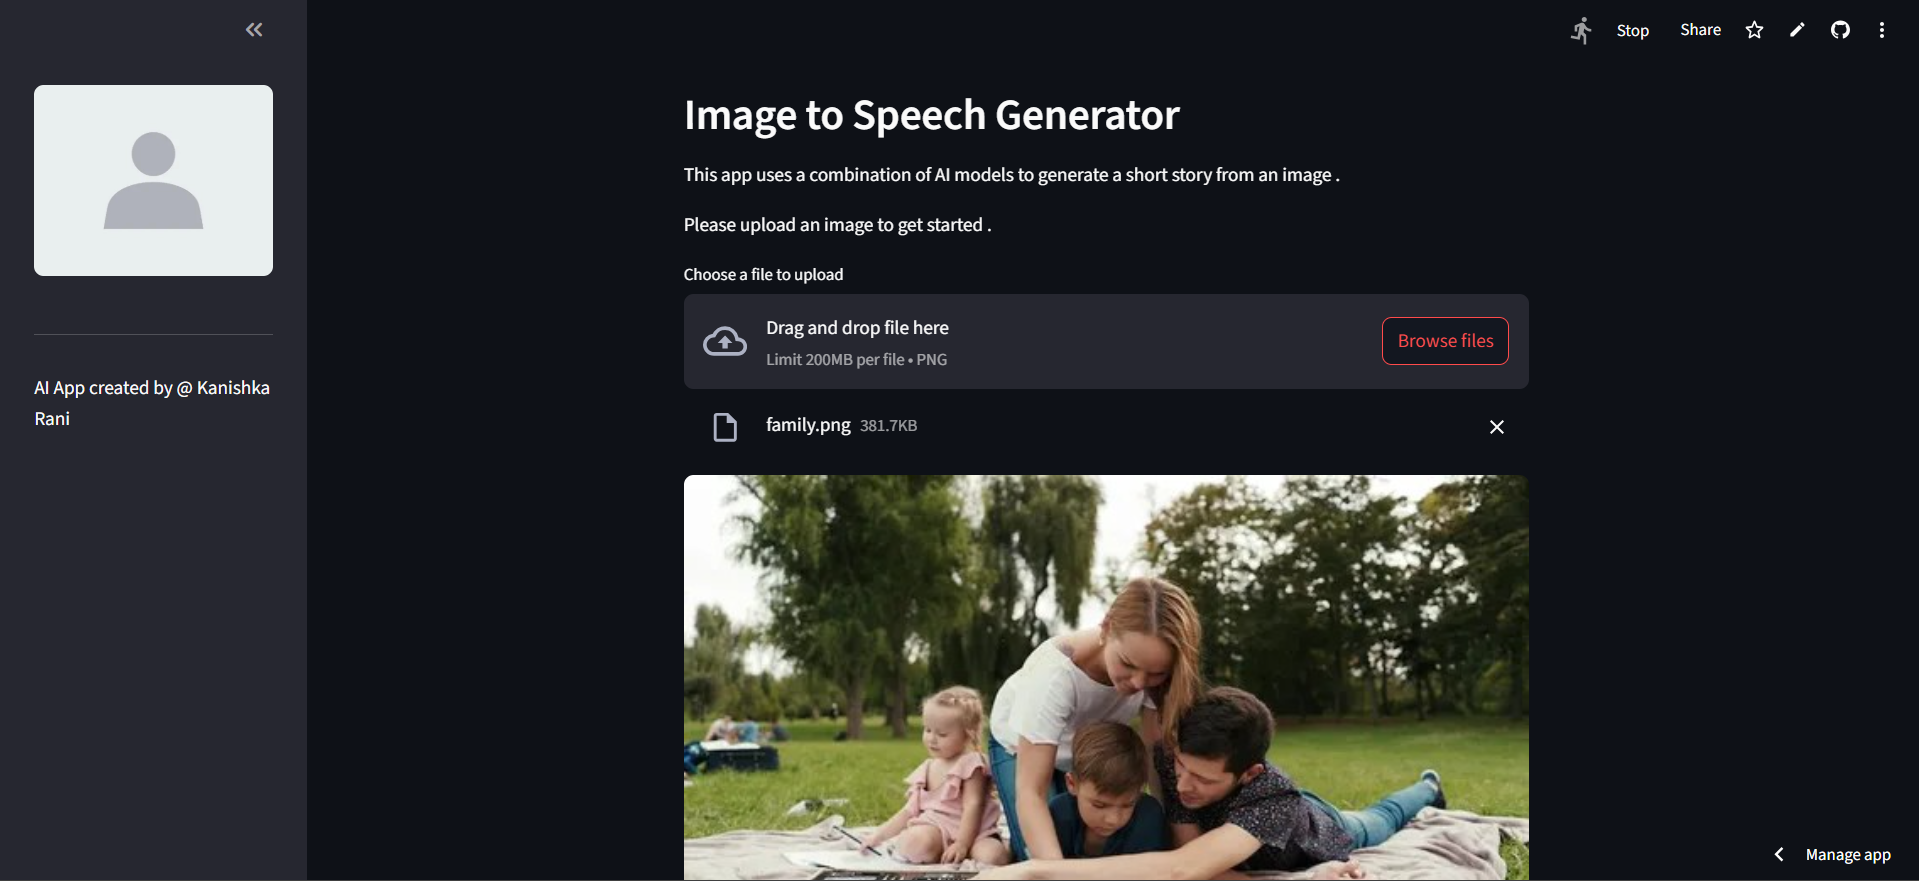 Stop
Share
Image to Speech Generator
This app uses a combination of AI models to generate a short story from an image .
Please upload an image to get started .
Choose a file to upload
Drag and drop file here
Limit 200MB per file • PNG
Browse files
family.png 381.7KB
AI App created by @ Kanishka
Rani
Manage app